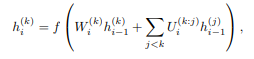 h_i^{(k)} = f \left( W_i^{(k)} h_{i-1}^{(k)} + \sum_{j<k} U_i^{(k:j)} h_{i-1}^{(j)} \right) ,